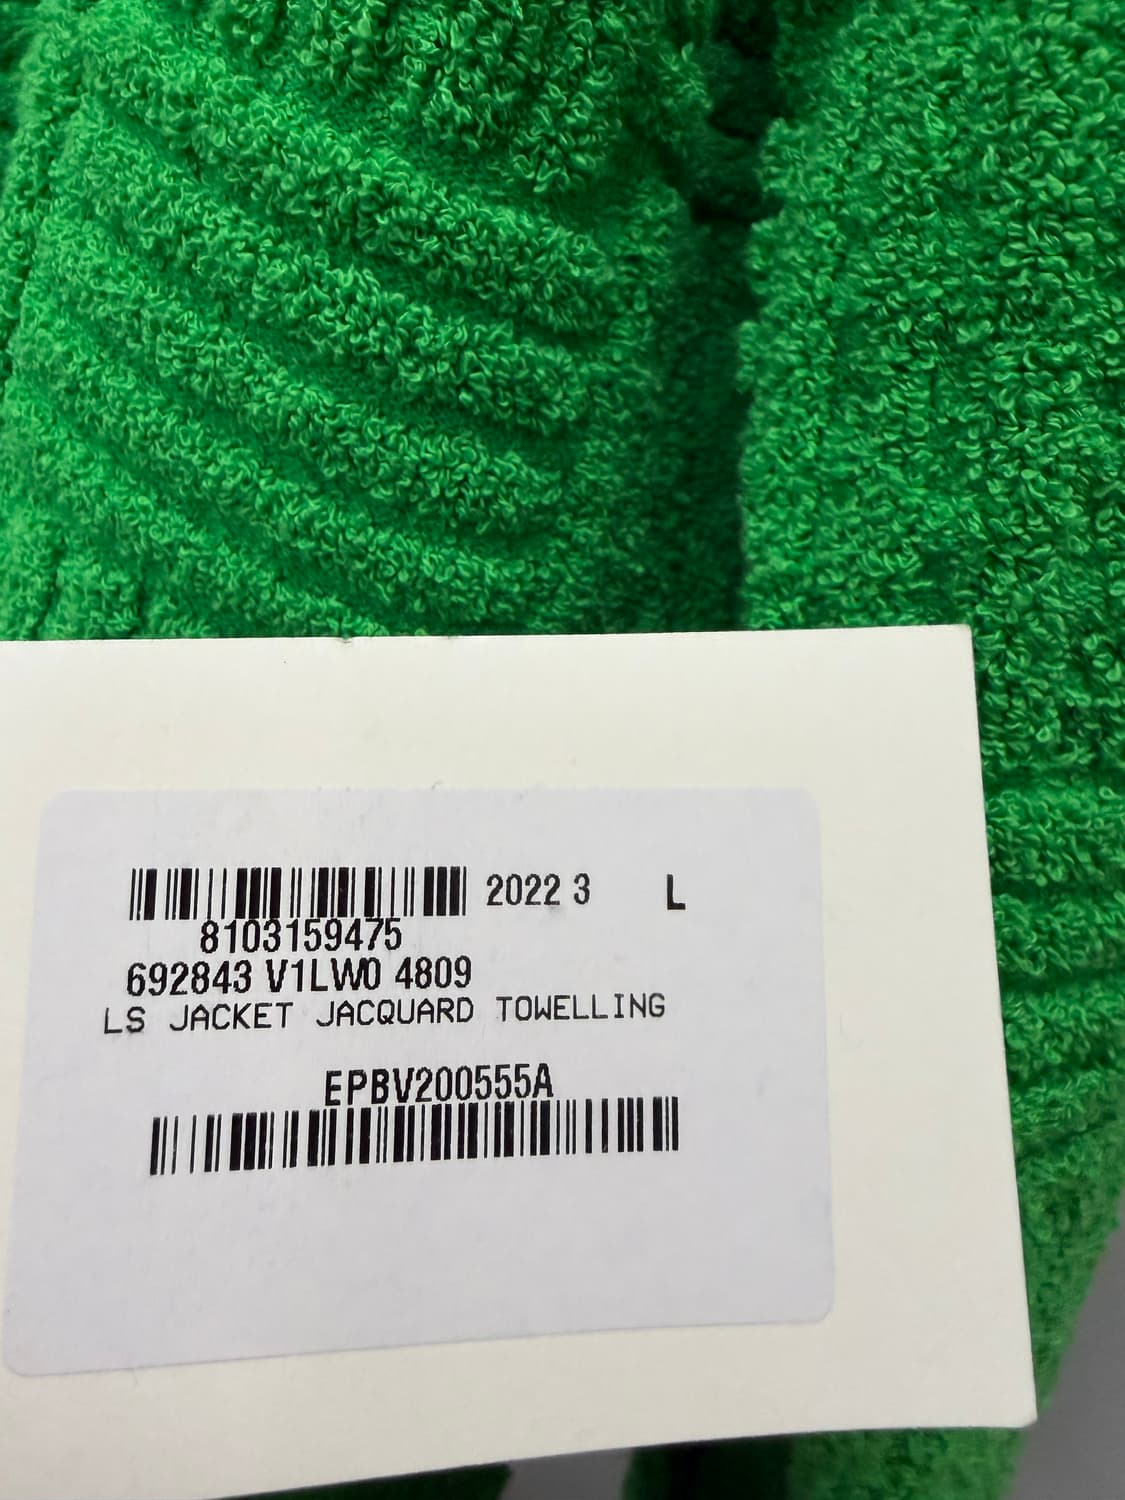 2022 3 L
8103159475
692843 V1LW0 4809
LS JACKET JACQUARD TOWELLING
EPBV200555A